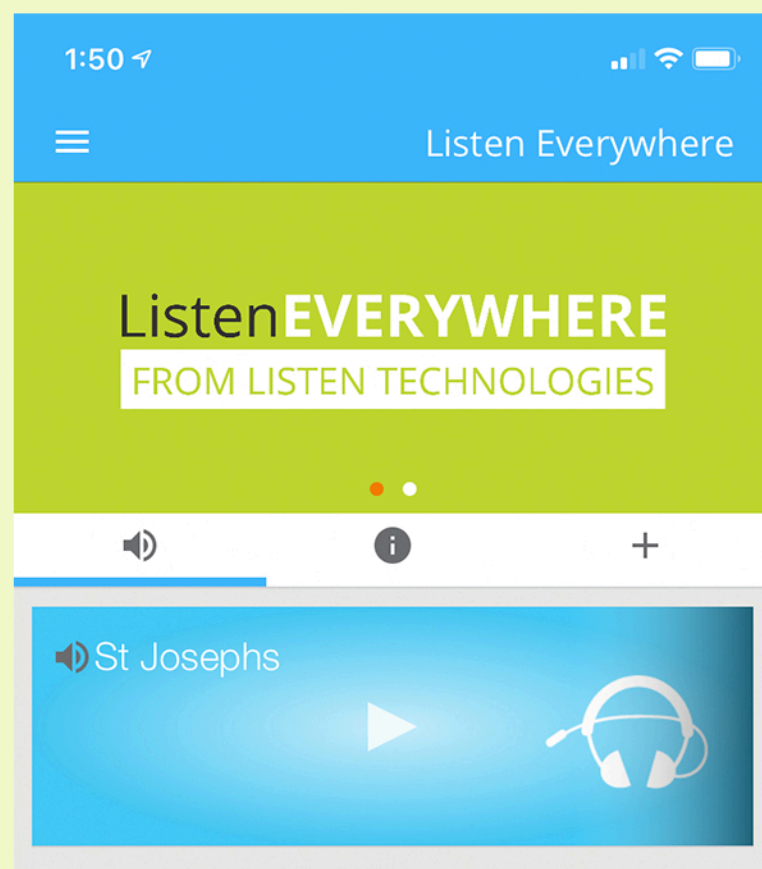 1:50
Listen Everywhere
ListenEVERYWHERE
FROM LISTEN TECHNOLOGIES
St Josephs